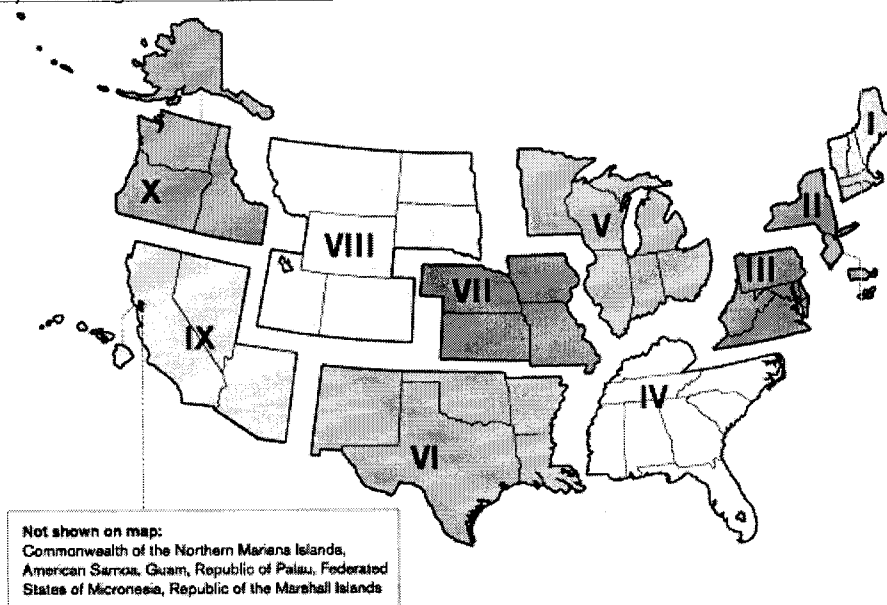 I
X
II
V
VIII
III
VII
IX
IV
VI
Not shown on map:
Commonwealth of the Northern Mariana Islands,
American Samoa, Guam, Republic of Palau, Federated
States of Micronesia, Republic of the Marshall Islands